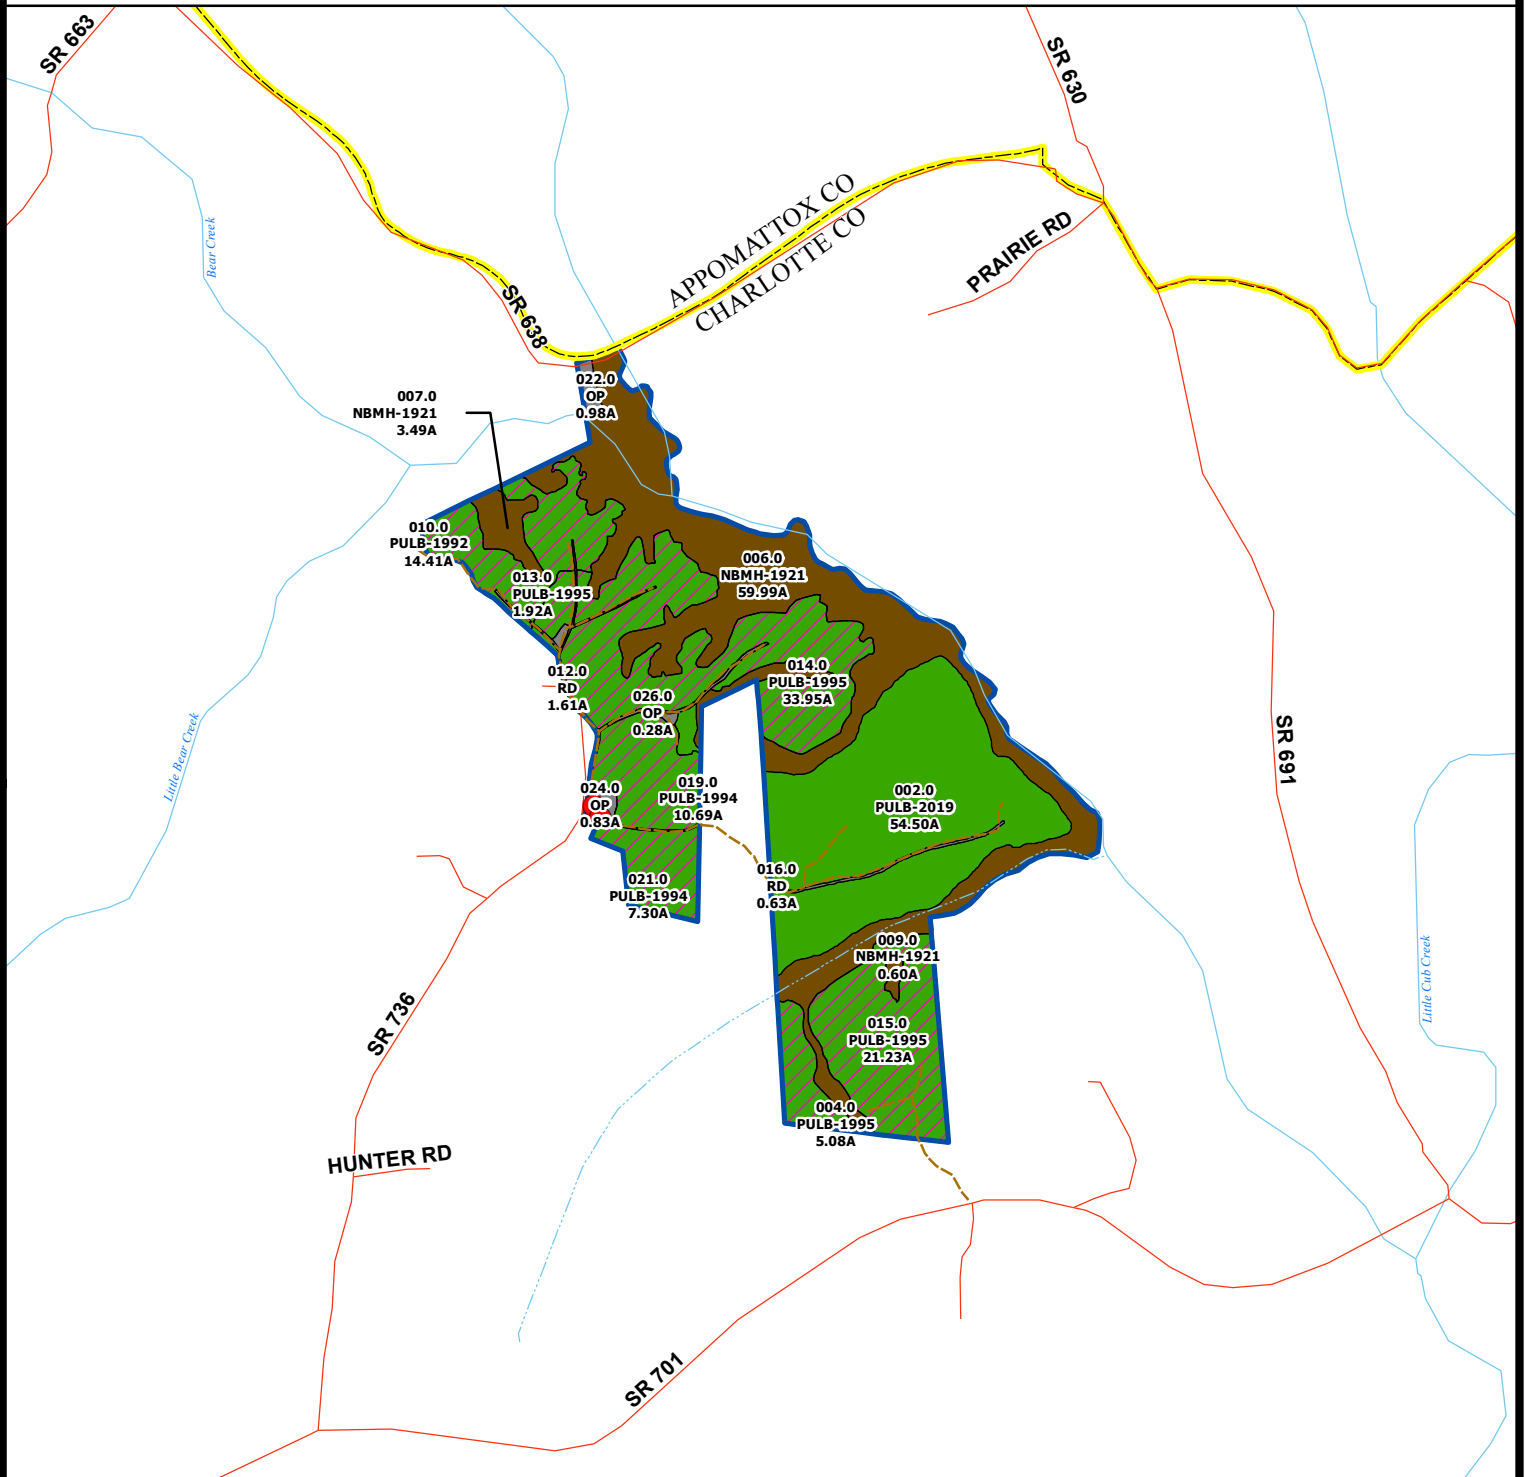 SR 663
SR 630
Bear Creek
APPOMATTOX CO
CHARLOTTE CO
PRAIRIE RD
SR 638
022.0
OP
0.98A
007.0
NBMH-1921
3.49A
010.0
PULB-1992
14.41A
006.0
NBMH-1921
59.99A
013.0
PULB-1995
1.92A
012.0
RD
1.61A
014.0
PULB-1995
33.95A
026.0
OP
0.28A
Little Bear Creek
SR 691
024.0
OP
0.83A
019.0
PULB-1994
10.69A
002.0
PULB-2019
54.50A
016.0
RD
0.63A
021.0
PULB-1994
7.30A
009.0
NBMH-1921
0.60A
Little Cub Creek
015.0
PULB-1995
21.23A
SR 736
004.0
PULB-1995
5.08A
HUNTER RD
SR 701